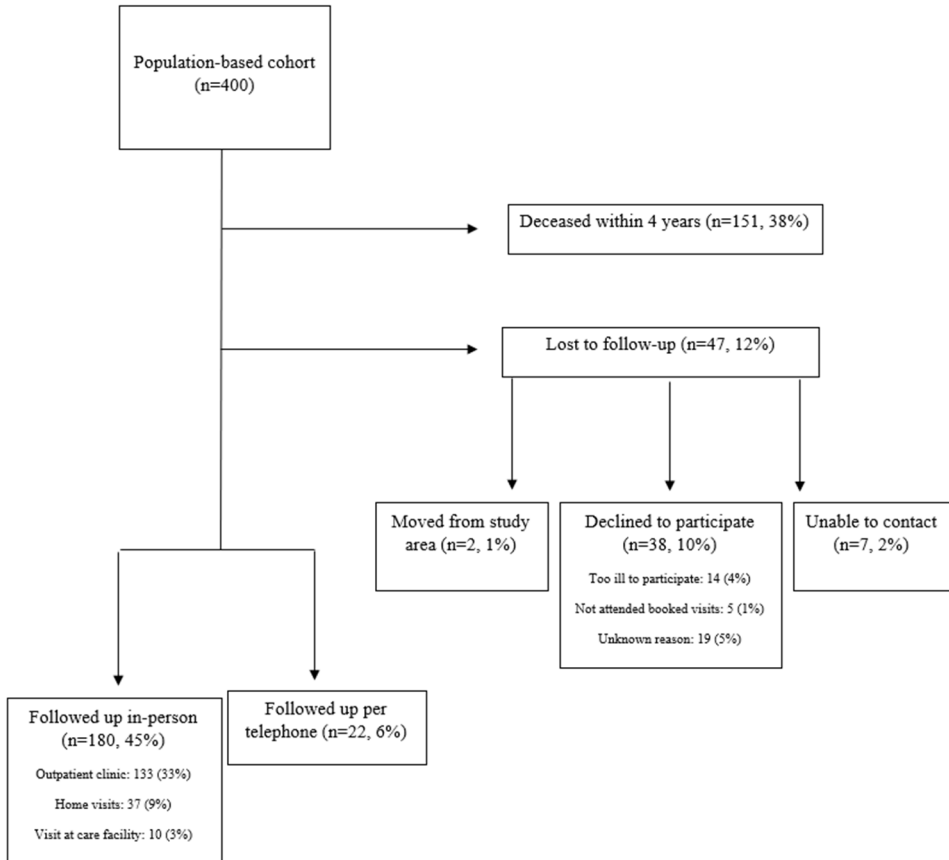 Population-based cohort
(n=400)
Deceased within 4 years (n=151, 38%)
Lost to follow-up (n=47, 12%)
Moved from study
area (n=2, 1%)
Declined to participate
(n=38, 10%)
Too ill to participate: 14 (4%)
Not attended booked visits: 5 (1%)
Unknown reason: 19 (5%)
Unable to contact
(n=7, 2%)
Followed up in-person
(n=180, 45%)
Outpatient clinic: 133 (33%)
Home visits: 37 (9%)
Visit at care facility: 10 (3%)
Followed up per
telephone (n=22, 6%)